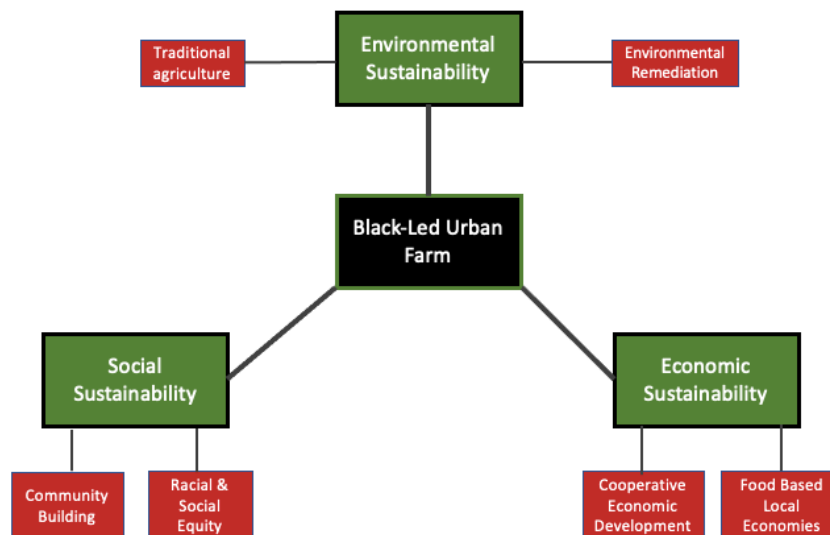 Traditional
agriculture
Environmental
Sustainability
Environmental
Remediation
Black-Led Urban
Farm
Social
Sustainability
Economic
Sustainability
Community
Building
Racial &
Social
Equity
Cooperative
Economic
Development
Food Based
Local
Economies